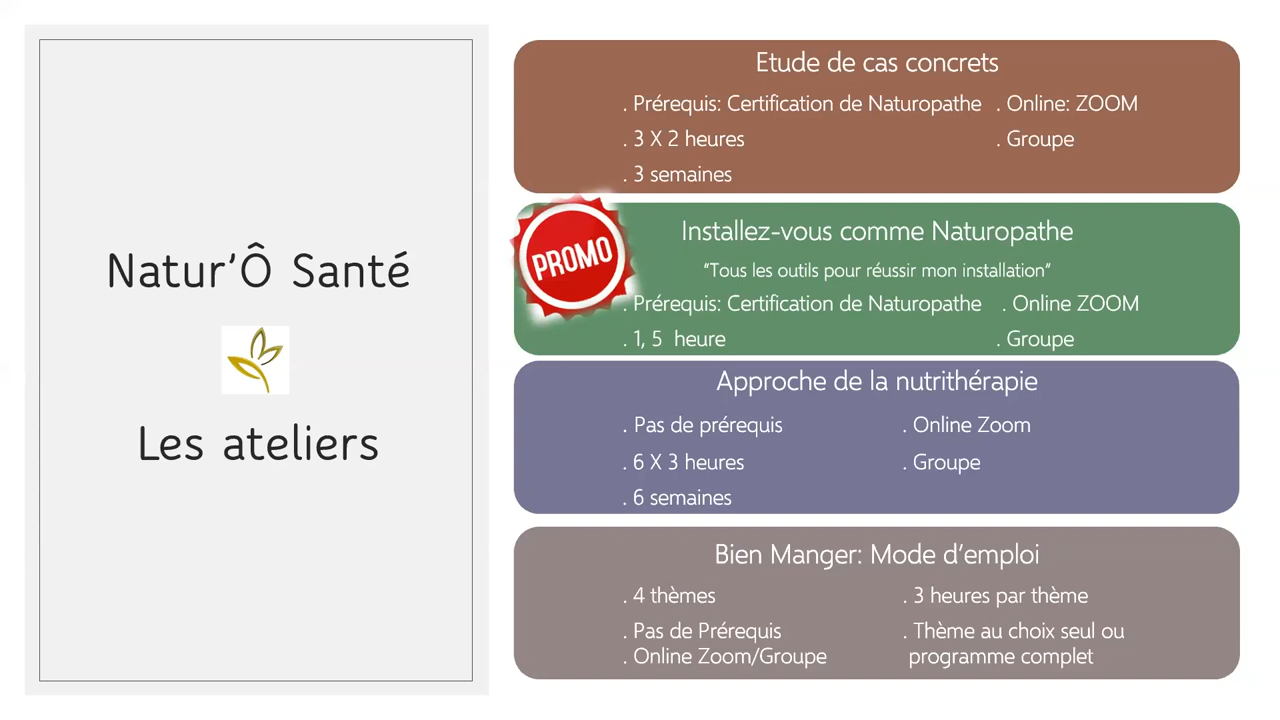 Natur'Ô Santé
Les ateliers
Etude de cas concrets
. Prérequis: Certification de Naturopathe . Online: ZOOM
. 3 X 2 heures . Groupe
. 3 semaines
PROMO
Installez-vous comme Naturopathe
"Tous les outils pour réussir mon installation"
. Prérequis: Certification de Naturopathe . Online ZOOM
. 1, 5 heure . Groupe
Approche de la nutrithérapie
. Pas de prérequis . Online Zoom
. 6 X 3 heures . Groupe
. 6 semaines
Bien Manger: Mode d'emploi
. 4 thèmes . 3 heures par thème
. Pas de Prérequis . Thème au choix seul ou
. Online Zoom/Groupe programme complet